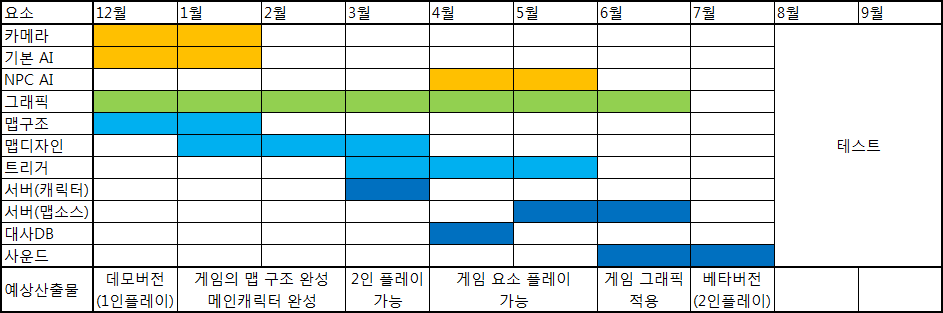 요소 12월 1월 2월 3월 4월 5월 6월 7월 8월 9월
카메라
기본 AI
NPC AI
그래픽
맵구조
맵디자인
테스트
트리거
서버(캐릭터)
서버(맵소스)
대사DB
사운드
예상산출물
데모버전
(1인플레이)
게임의 맵 구조 완성
메인캐릭터 완성
2인 플레이
가능
게임 요소 플레이
가능
게임 그래픽
적용
베타버전
(2인플레이)